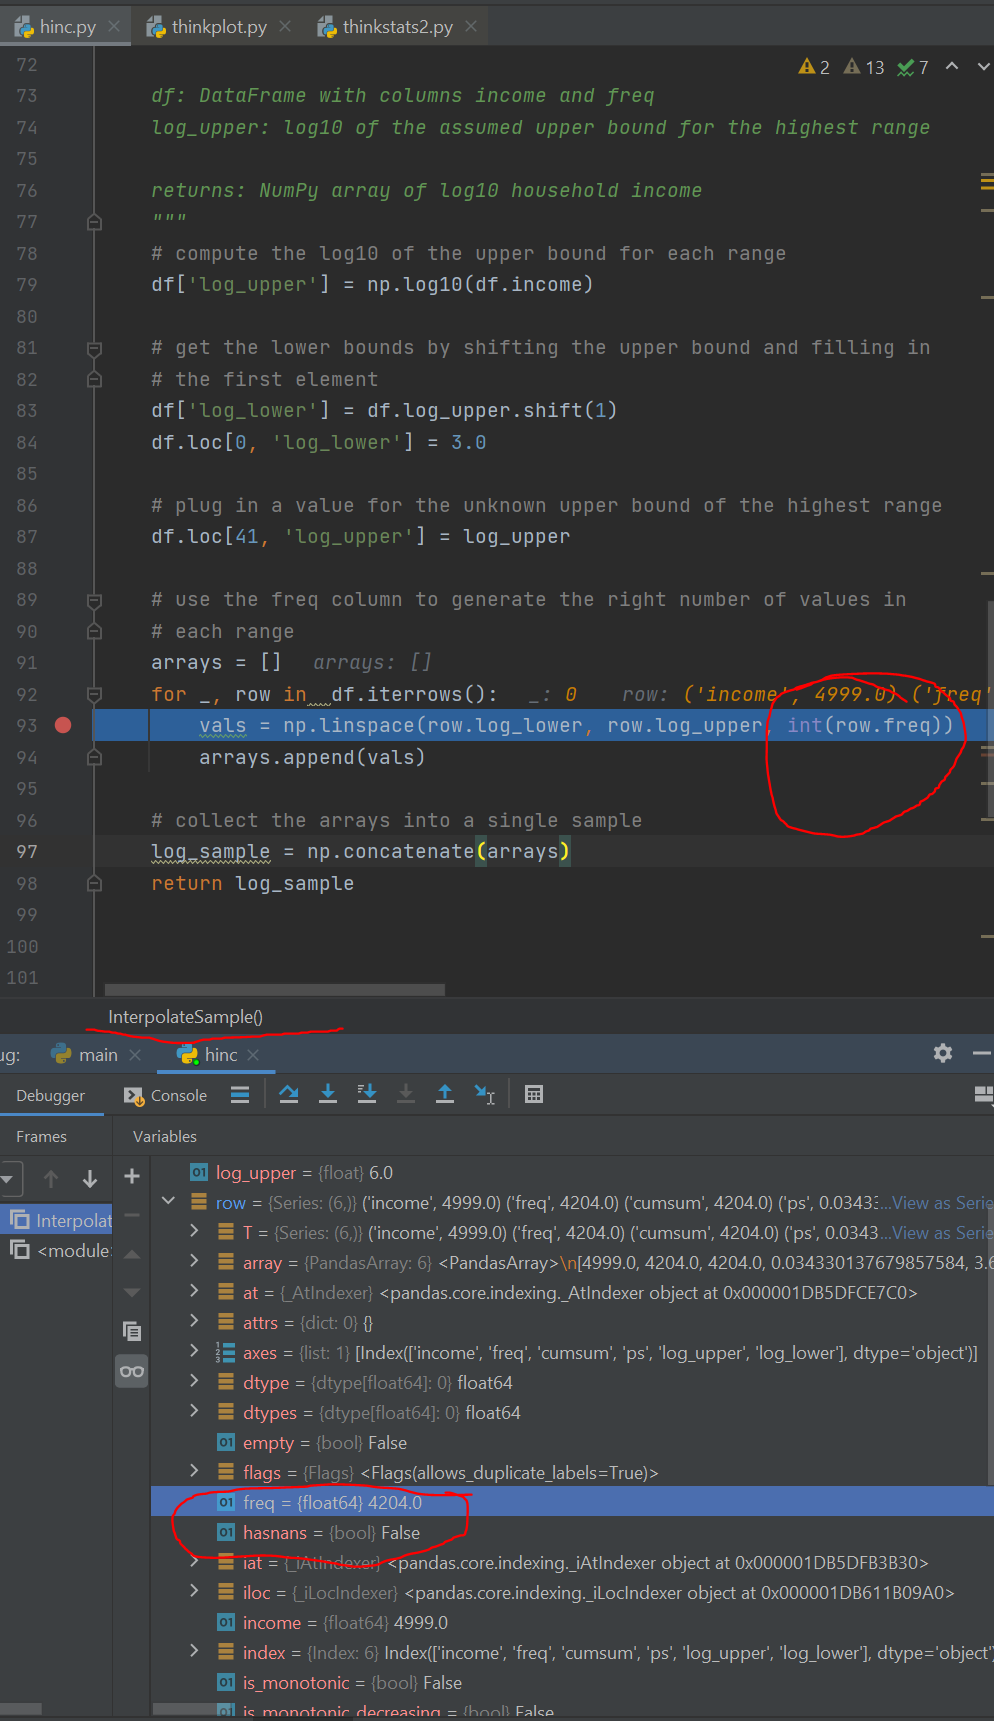 hinc.py thinkplot.py thinkstats2.py
72 2 13 7
73 df: DataFrame with columns income and freq
74 log_upper: log10 of the assumed upper bound for the highest range
75
76 returns: NumPy array of log10 household income
77 """
78 # compute the log10 of the upper bound for each range
79 df['log_upper'] = np.log10(df.income)
80
81 # get the lower bounds by shifting the upper bound and filling in
82 # the first element
83 df['log_lower'] = df.log_upper.shift(1)
84 df.loc[0, 'log_lower'] = 3.0
85
86 # plug in a value for the unknown upper bound of the highest range
87 df.loc[41, 'log_upper'] = log_upper
88
89 # use the freq column to generate the right number of values in
90 # each range
91 arrays = [] arrays: []
92 for _, row in df.iterrows(): _: 0 row: ('income', 4999.0) ('freq'
93 vals = np.linspace(row.log_lower, row.log_upper, int(row.freq))
94 arrays.append(vals)
95
96 # collect the arrays into a single sample
97 log_sample = np.concatenate(arrays)
98 return log_sample
99
100
101
InterpolateSample()
ug: main hinc
Debugger Console
Frames Variables
log_upper = {float} 6.0
row = {Series: (6,)} ('income', 4999.0) ('freq', 4204.0) ('cumsum', 4204.0) ('ps', 0.0343:...View as Serie
Interpolat T = {Series: (6,)} ('income', 4999.0) ('freq', 4204.0) ('cumsum', 4204.0) ('ps', 0.0343 ...View as Serie
<module: array = {PandasArray: 6} <PandasArray>\n[4999.0, 4204.0, 4204.0, 0.034330137679857584, 3.6
at = {_AtIndexer} <pandas.core.indexing._AtIndexer object at 0x000001DB5DFCE7C0>
attrs = {dict: 0} {}
axes = {list: 1} [Index(['income', 'freq', 'cumsum', 'ps', 'log_upper', 'log_lower'], dtype='object')]
dtype = {dtype[float64]: 0} float64
dtypes = {dtype[float64]: 0} float64
empty = {bool} False
flags = {Flags} <Flags(allows_duplicate_labels=True)>
freq = {float64} 4204.0
hasnans = {bool} False
iat = {_iAtIndexer} <pandas.core.indexing._iAtIndexer object at 0x000001DB5DFB3B30>
iloc = {_iLocIndexer} <pandas.core.indexing._iLocIndexer object at 0x000001DB611B09A0>
income = {float64} 4999.0
index = {Index: 6} Index(['income', 'freq', 'cumsum', 'ps', 'log_upper', 'log_lower'], dtype='object')
is_monotonic = {bool} False
is_monotonic_decreasing = {bool} False